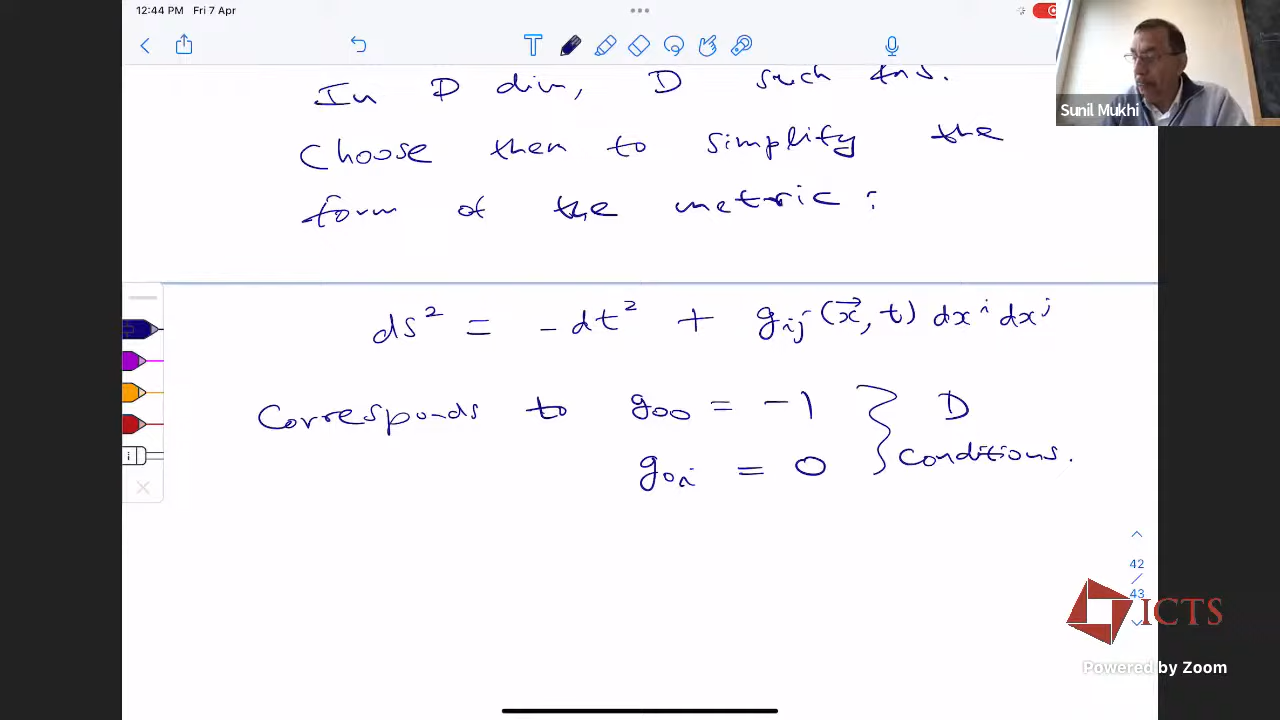 12:44 PM Fri 7 Apr
In D dim, D such fns.
Sunil Mukhi
Choose them to simplify the
form of the metric:
ds² = -dt² + gᵢⱼ(x⃗, t) dxⁱ dxʲ
Corresponds to g₀₀ = -1 } D
g₀ᵢ = 0 conditions.
42
/
43
ICTS
Powered by Zoom